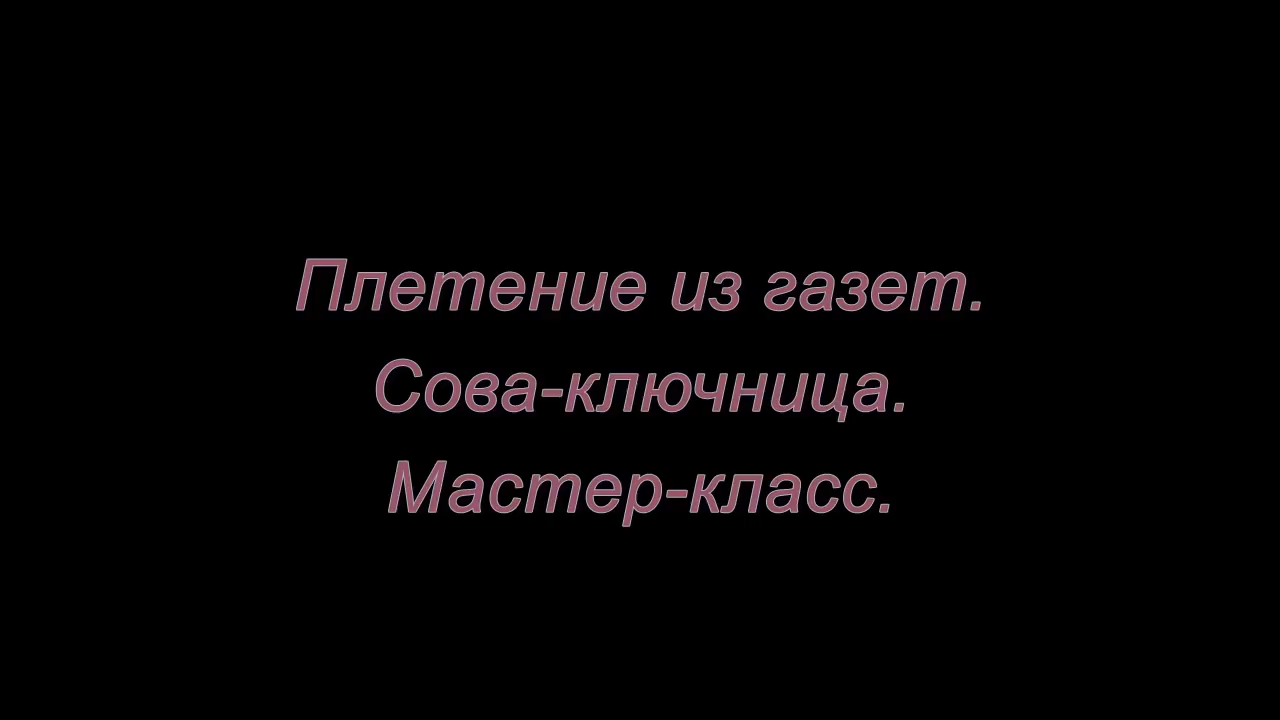 Плетение из газет.
Сова-ключница.
Мастер-класс.